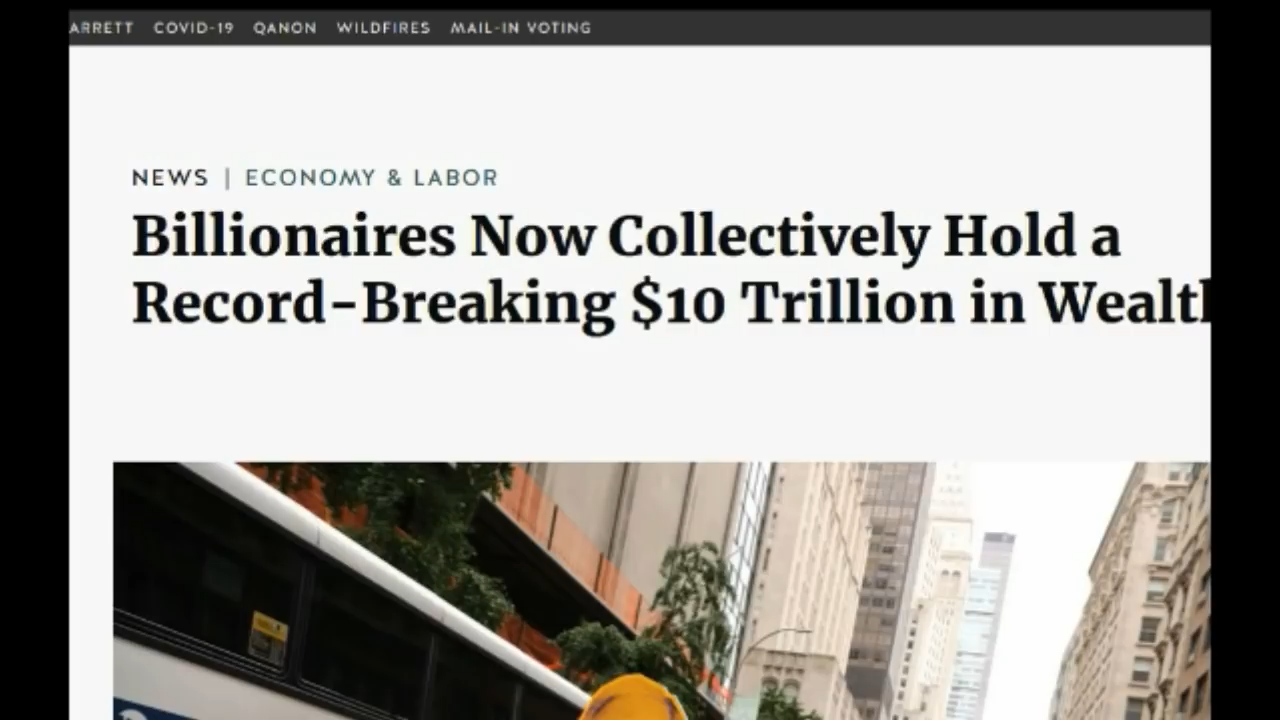 ARRETT COVID-19 QANON WILDFIRES MAIL-IN VOTING
NEWS | ECONOMY & LABOR
Billionaires Now Collectively Hold a
Record-Breaking $10 Trillion in Wealth